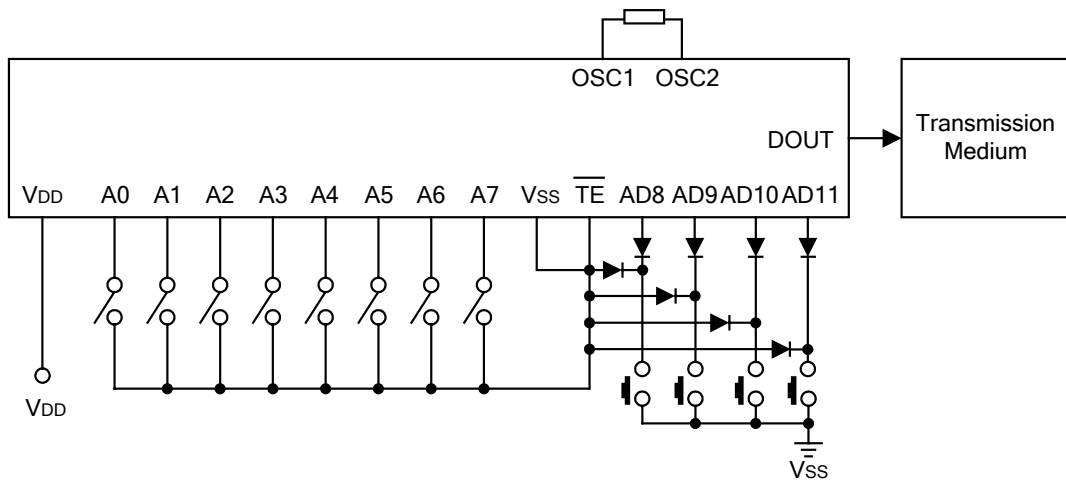 OSC1 OSC2
DOUT
Transmission
Medium
VDD A0 A1 A2 A3 A4 A5 A6 A7 VSS TE AD8 AD9 AD10 AD11
VDD
VSS